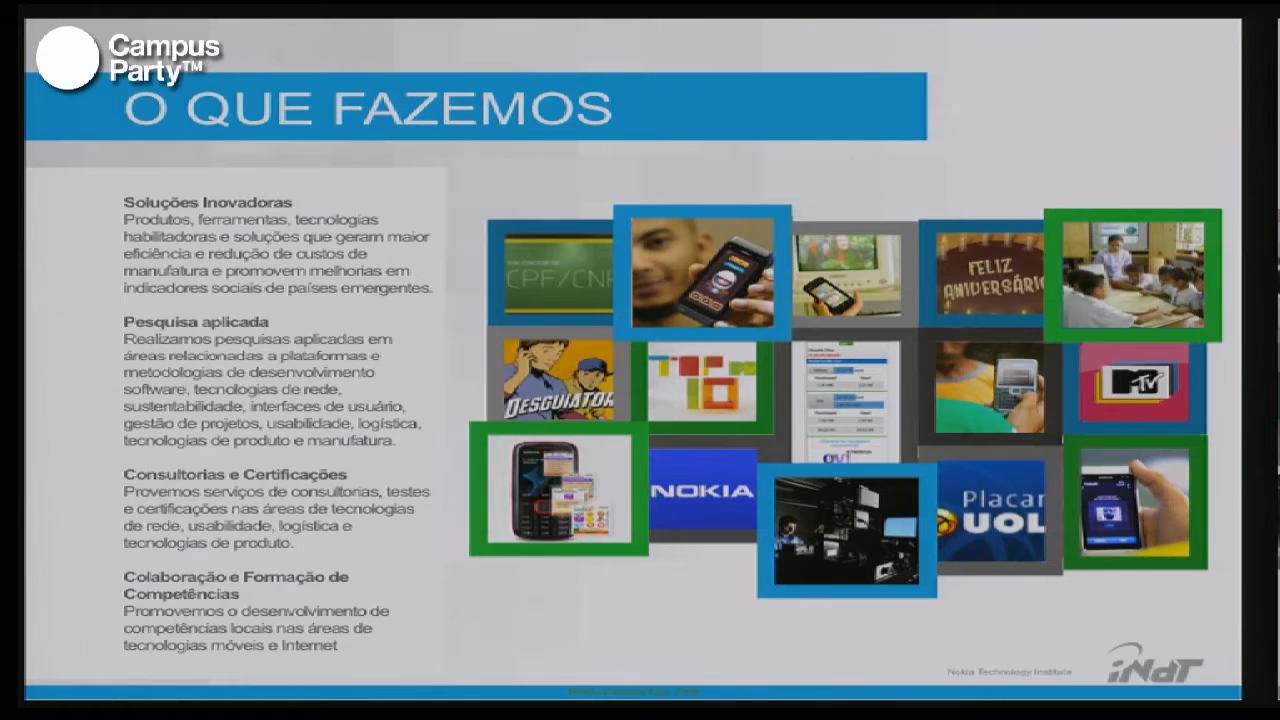 Campus
Party™
O QUE FAZEMOS
Soluções Inovadoras
Produtos, ferramentas, tecnologias
habilitadoras e soluções que geram maior
eficiência e redução de custos de
manufatura e promovem melhorias em
indicadores sociais de países emergentes.
Pesquisa aplicada
Realizamos pesquisas aplicadas em
áreas relacionadas a plataformas e
metodologias de desenvolvimento
software, tecnologias de rede,
sustentabilidade, interfaces de usuário,
gestão de projetos, usabilidade, logística,
tecnologias de produto e manufatura.
Consultorias e Certificações
Provemos serviços de consultorias, testes
e certificações nas áreas de tecnologias
de rede, usabilidade, logística e
tecnologias de produto.
Colaboração e Formação de
Competências
Promovemos o desenvolvimento de
competências locais nas áreas de
tecnologias móveis e Internet
CPF/CNP
FELIZ
ANIVERSÁRIO
DESGUIATOR
MTV
NOKIA
Placar
UOL
Nokia Technology Institute
iNdT